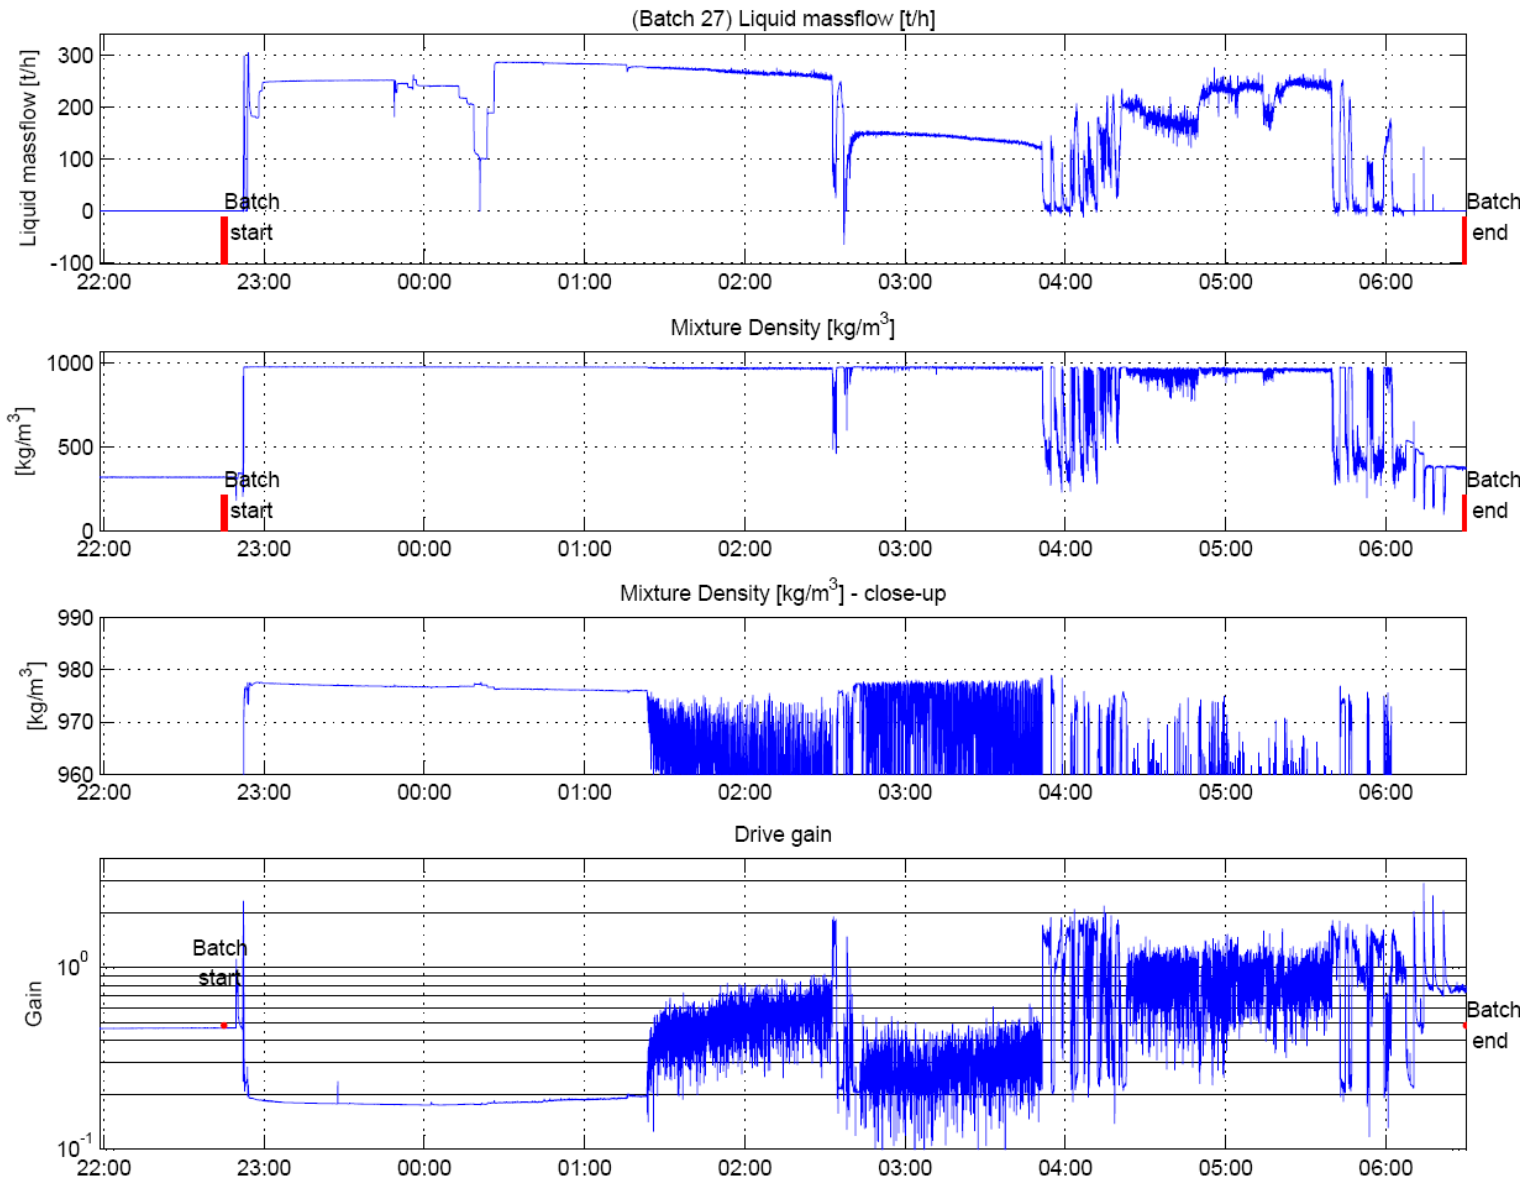 (Batch 27) Liquid massflow [t/h]
Liquid massflow [t/h]
300
200
100
0
-100
Batch
start
Batch
end
22:00 23:00 00:00 01:00 02:00 03:00 04:00 05:00 06:00
Mixture Density [kg/m³]
[kg/m³]
1000
500
0
Batch
start
Batch
end
22:00 23:00 00:00 01:00 02:00 03:00 04:00 05:00 06:00
Mixture Density [kg/m³] - close-up
[kg/m³]
990
980
970
960
22:00 23:00 00:00 01:00 02:00 03:00 04:00 05:00 06:00
Drive gain
Gain
10⁰
10⁻¹
Batch
start
Batch
end
22:00 23:00 00:00 01:00 02:00 03:00 04:00 05:00 06:00